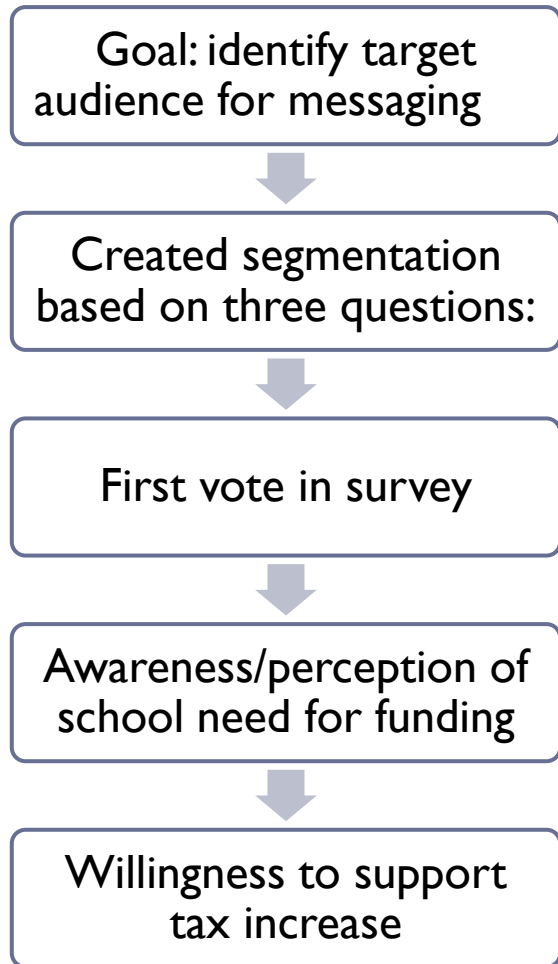 Goal: identify target
audience for messaging
Created segmentation
based on three questions:
First vote in survey
Awareness/perception of
school need for funding
Willingness to support
tax increase